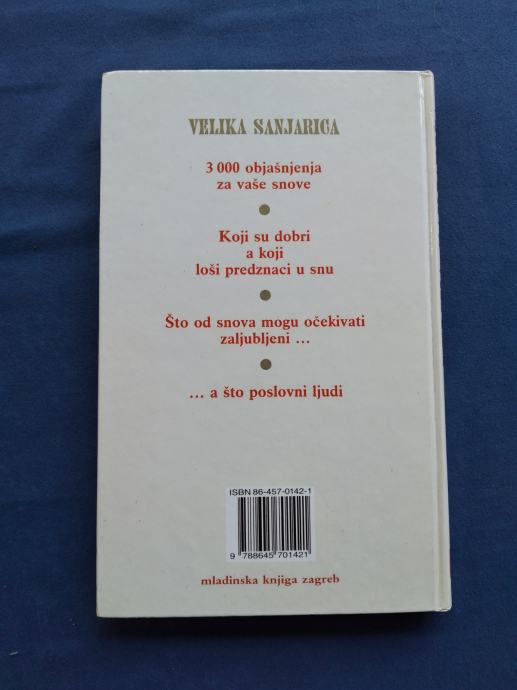 VELIKA SANJARICA
3 000 objašnjenja
za vaše snove
Koji su dobri
a koji
loši predznaci u snu
Što od snova mogu očekivati
zaljubljeni ...
... a što poslovni ljudi
ISBN 86-457-0142-1
9 788645 701421
mladinska knjiga zagreb